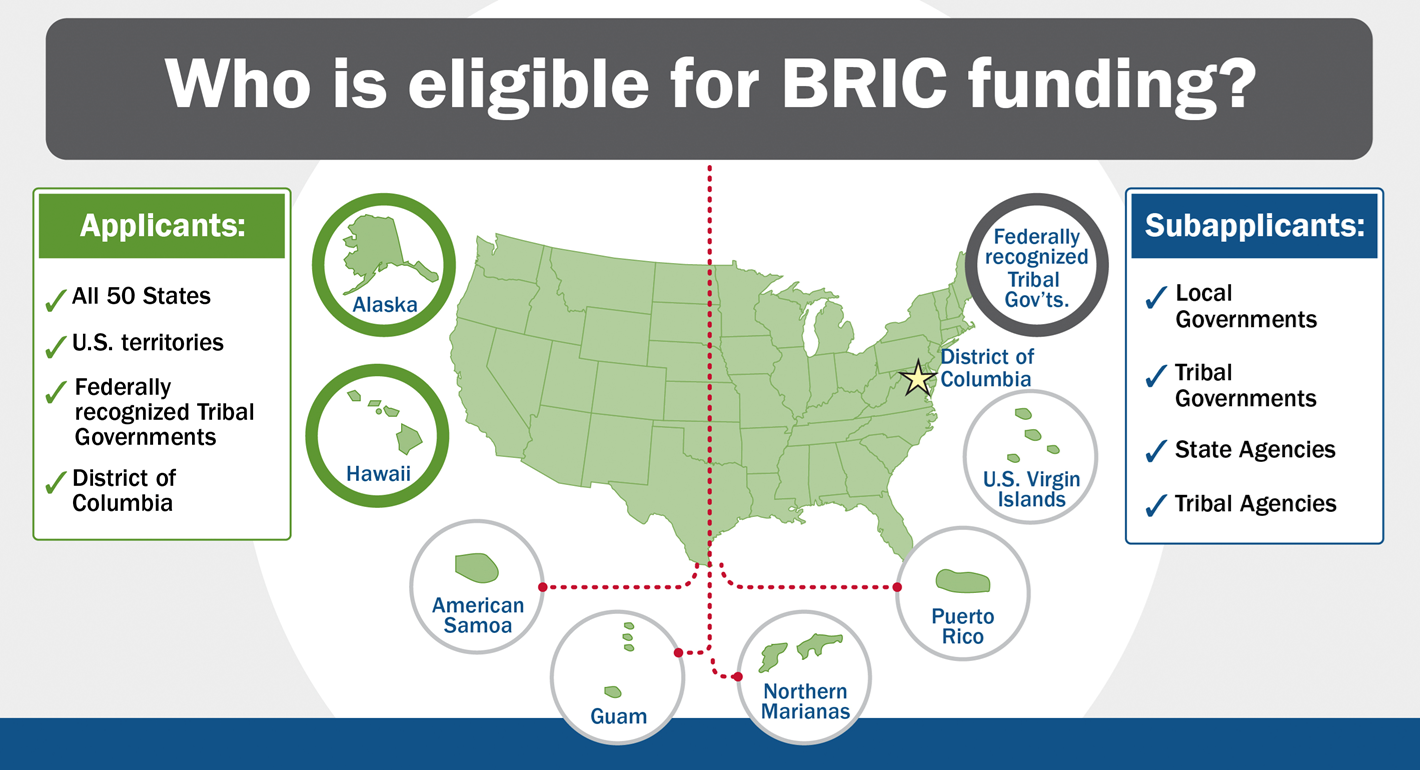 Who is eligible for BRIC funding?
Applicants:
All 50 States
U.S. territories
Federally
recognized Tribal
Governments
District of
Columbia
Alaska
Hawaii
American
Samoa
Guam
Northern
Marianas
Puerto
Rico
U.S. Virgin
Islands
District of
Columbia
Federally
recognized
Tribal
Gov'ts.
Subapplicants:
Local
Governments
Tribal
Governments
State Agencies
Tribal Agencies